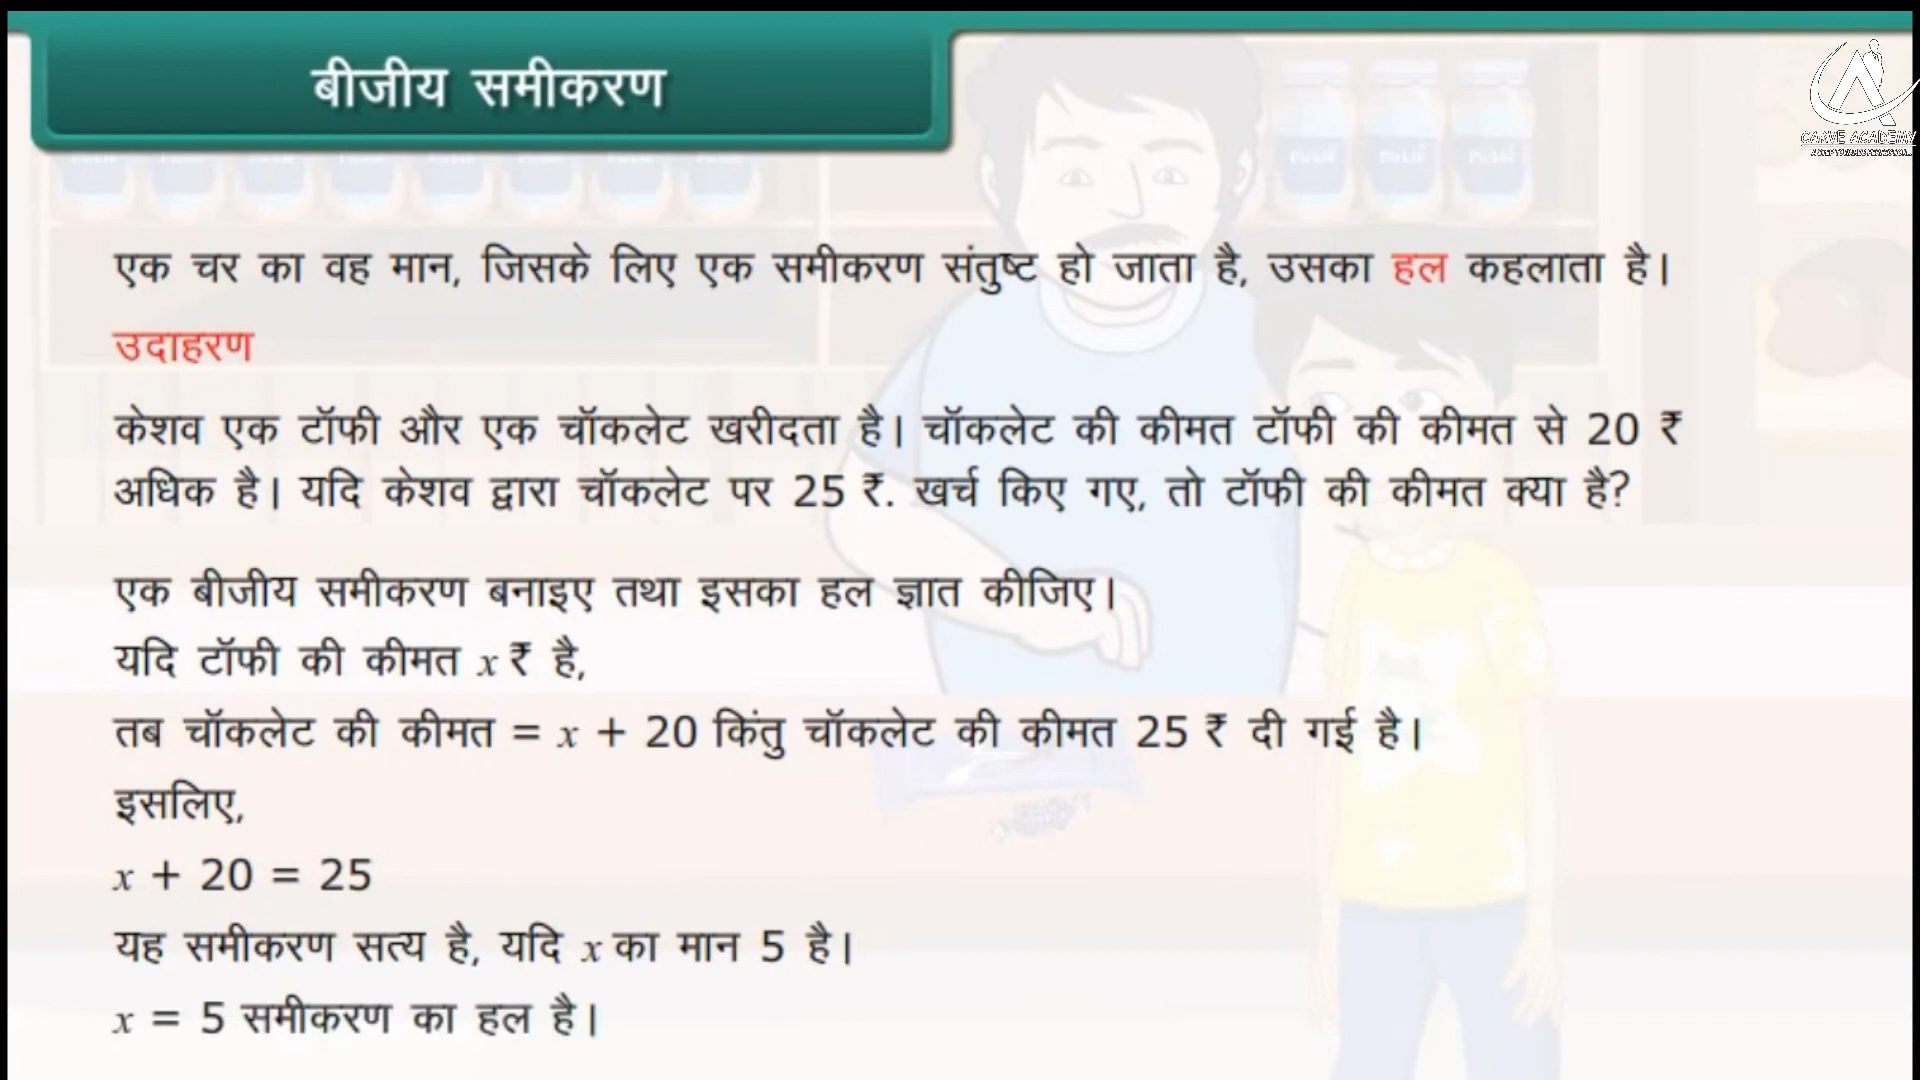 बीजीय समीकरण
CARVE ACADEMY
एक चर का वह मान, जिसके लिए एक समीकरण संतुष्ट हो जाता है, उसका हल कहलाता है।
उदाहरण
केशव एक टॉफी और एक चॉकलेट खरीदता है। चॉकलेट की कीमत टॉफी की कीमत से 20 ₹
अधिक है। यदि केशव द्वारा चॉकलेट पर 25 ₹. खर्च किए गए, तो टॉफी की कीमत क्या है?
एक बीजीय समीकरण बनाइए तथा इसका हल ज्ञात कीजिए।
यदि टॉफी की कीमत x ₹ है,
तब चॉकलेट की कीमत = x + 20 किंतु चॉकलेट की कीमत 25 ₹ दी गई है।
इसलिए,
x + 20 = 25
यह समीकरण सत्य है, यदि x का मान 5 है।
x = 5 समीकरण का हल है।